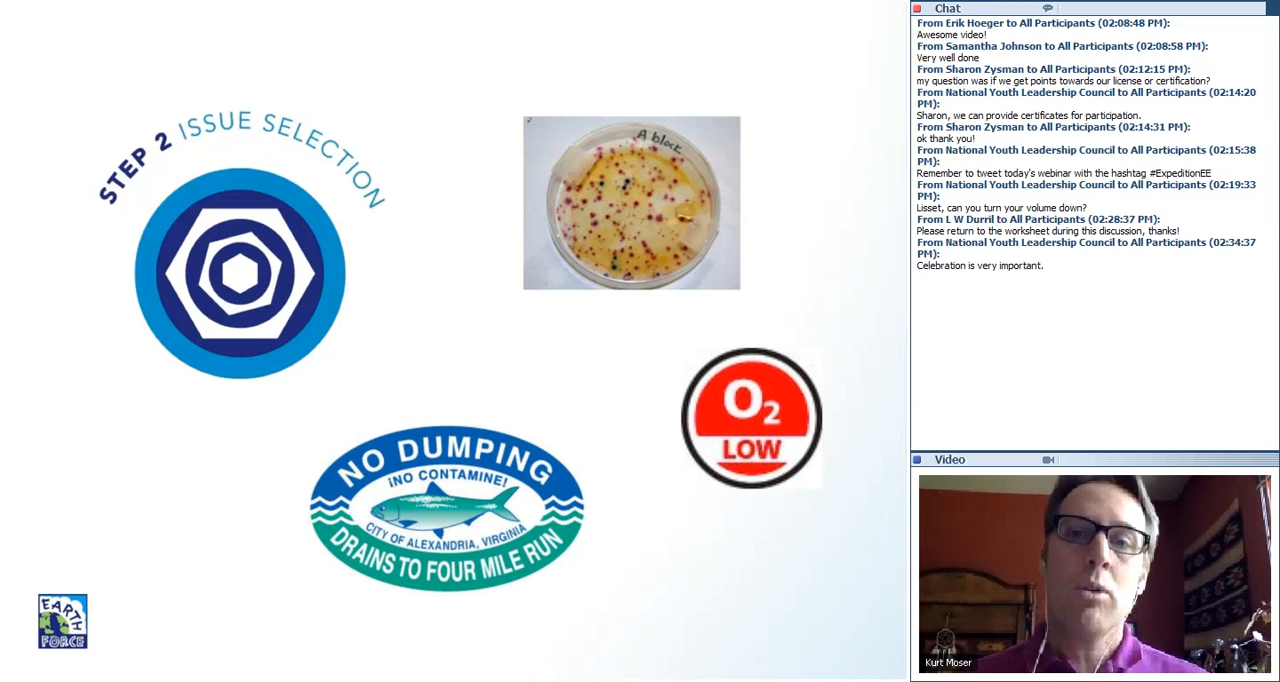 STEP 2 ISSUE SELECTION
A block
O2
LOW
NO DUMPING
¡NO CONTAMINE!
CITY OF ALEXANDRIA, VIRGINIA
DRAINS TO FOUR MILE RUN
EARTH
FORCE
Chat
From Erik Hoeger to All Participants (02:08:48 PM):
Awesome video!
From Samantha Johnson to All Participants (02:08:58 PM):
Very well done
From Sharon Zysman to All Participants (02:12:15 PM):
my question was if we get points towards our license or certification?
From National Youth Leadership Council to All Participants (02:14:20
PM):
Sharon, we can provide certificates for participation.
From Sharon Zysman to All Participants (02:14:31 PM):
ok thank you!
From National Youth Leadership Council to All Participants (02:15:38
PM):
Remember to tweet today's webinar with the hashtag #ExpeditionEE
From National Youth Leadership Council to All Participants (02:19:33
PM):
Lisset, can you turn your volume down?
From L W Durril to All Participants (02:28:37 PM):
Please return to the worksheet during this discussion, thanks!
From National Youth Leadership Council to All Participants (02:34:37
PM):
Celebration is very important.
Video
Kurt Moser